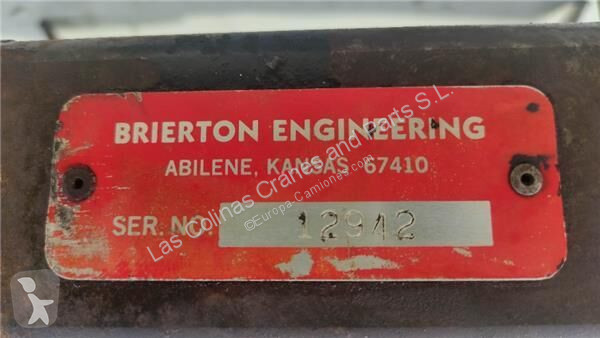 BRIERTON ENGINEERING
ABILENE, KANSAS 67410
SER. NO. 12942
Las Colinas Cranes and Parts S.L.
©Europa-Camiones.com